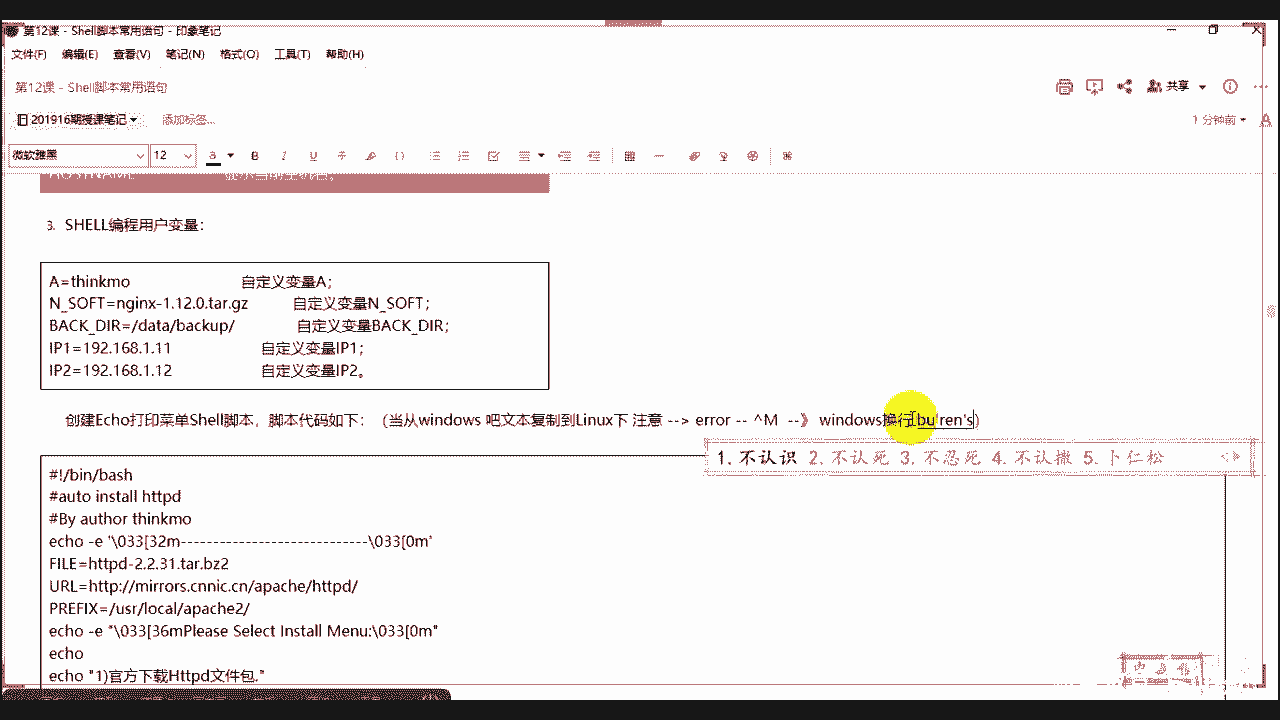 第12课 - Shell脚本常用语句 - 印象笔记
文件(F) 编辑(E) 查看(V) 笔记(N) 格式(O) 工具(T) 帮助(H)
第12课 - Shell脚本常用语句
共享
201916期授课笔记 添加标签...
1 分钟前
微软雅黑 12
HOSTNAME 显示当前主机名。
3. SHELL编程用户变量：
A=thinkmo 自定义变量A；
N_SOFT=nginx-1.12.0.tar.gz 自定义变量N_SOFT；
BACK_DIR=/data/backup/ 自定义变量BACK_DIR；
IP1=192.168.1.11 自定义变量IP1；
IP2=192.168.1.12 自定义变量IP2。
创建Echo打印菜单Shell脚本，脚本代码如下：（当从windows 吧文本复制到Linux下 注意 --> error -- ^M --》 windows换行 bu'ren's）
1.不认识 2.不认死 3.不忍死 4.不认撒 5.卜仁松
#!/bin/bash
#auto install httpd
#By author thinkmo
echo -e '\033[32m-----------------------------\033[0m'
FILE=httpd-2.2.31.tar.bz2
URL=http://mirrors.cnnic.cn/apache/httpd/
PREFIX=/usr/local/apache2/
echo -e "\033[36mPlease Select Install Menu:\033[0m"
echo
echo "1)官方下载Httpd文件包."